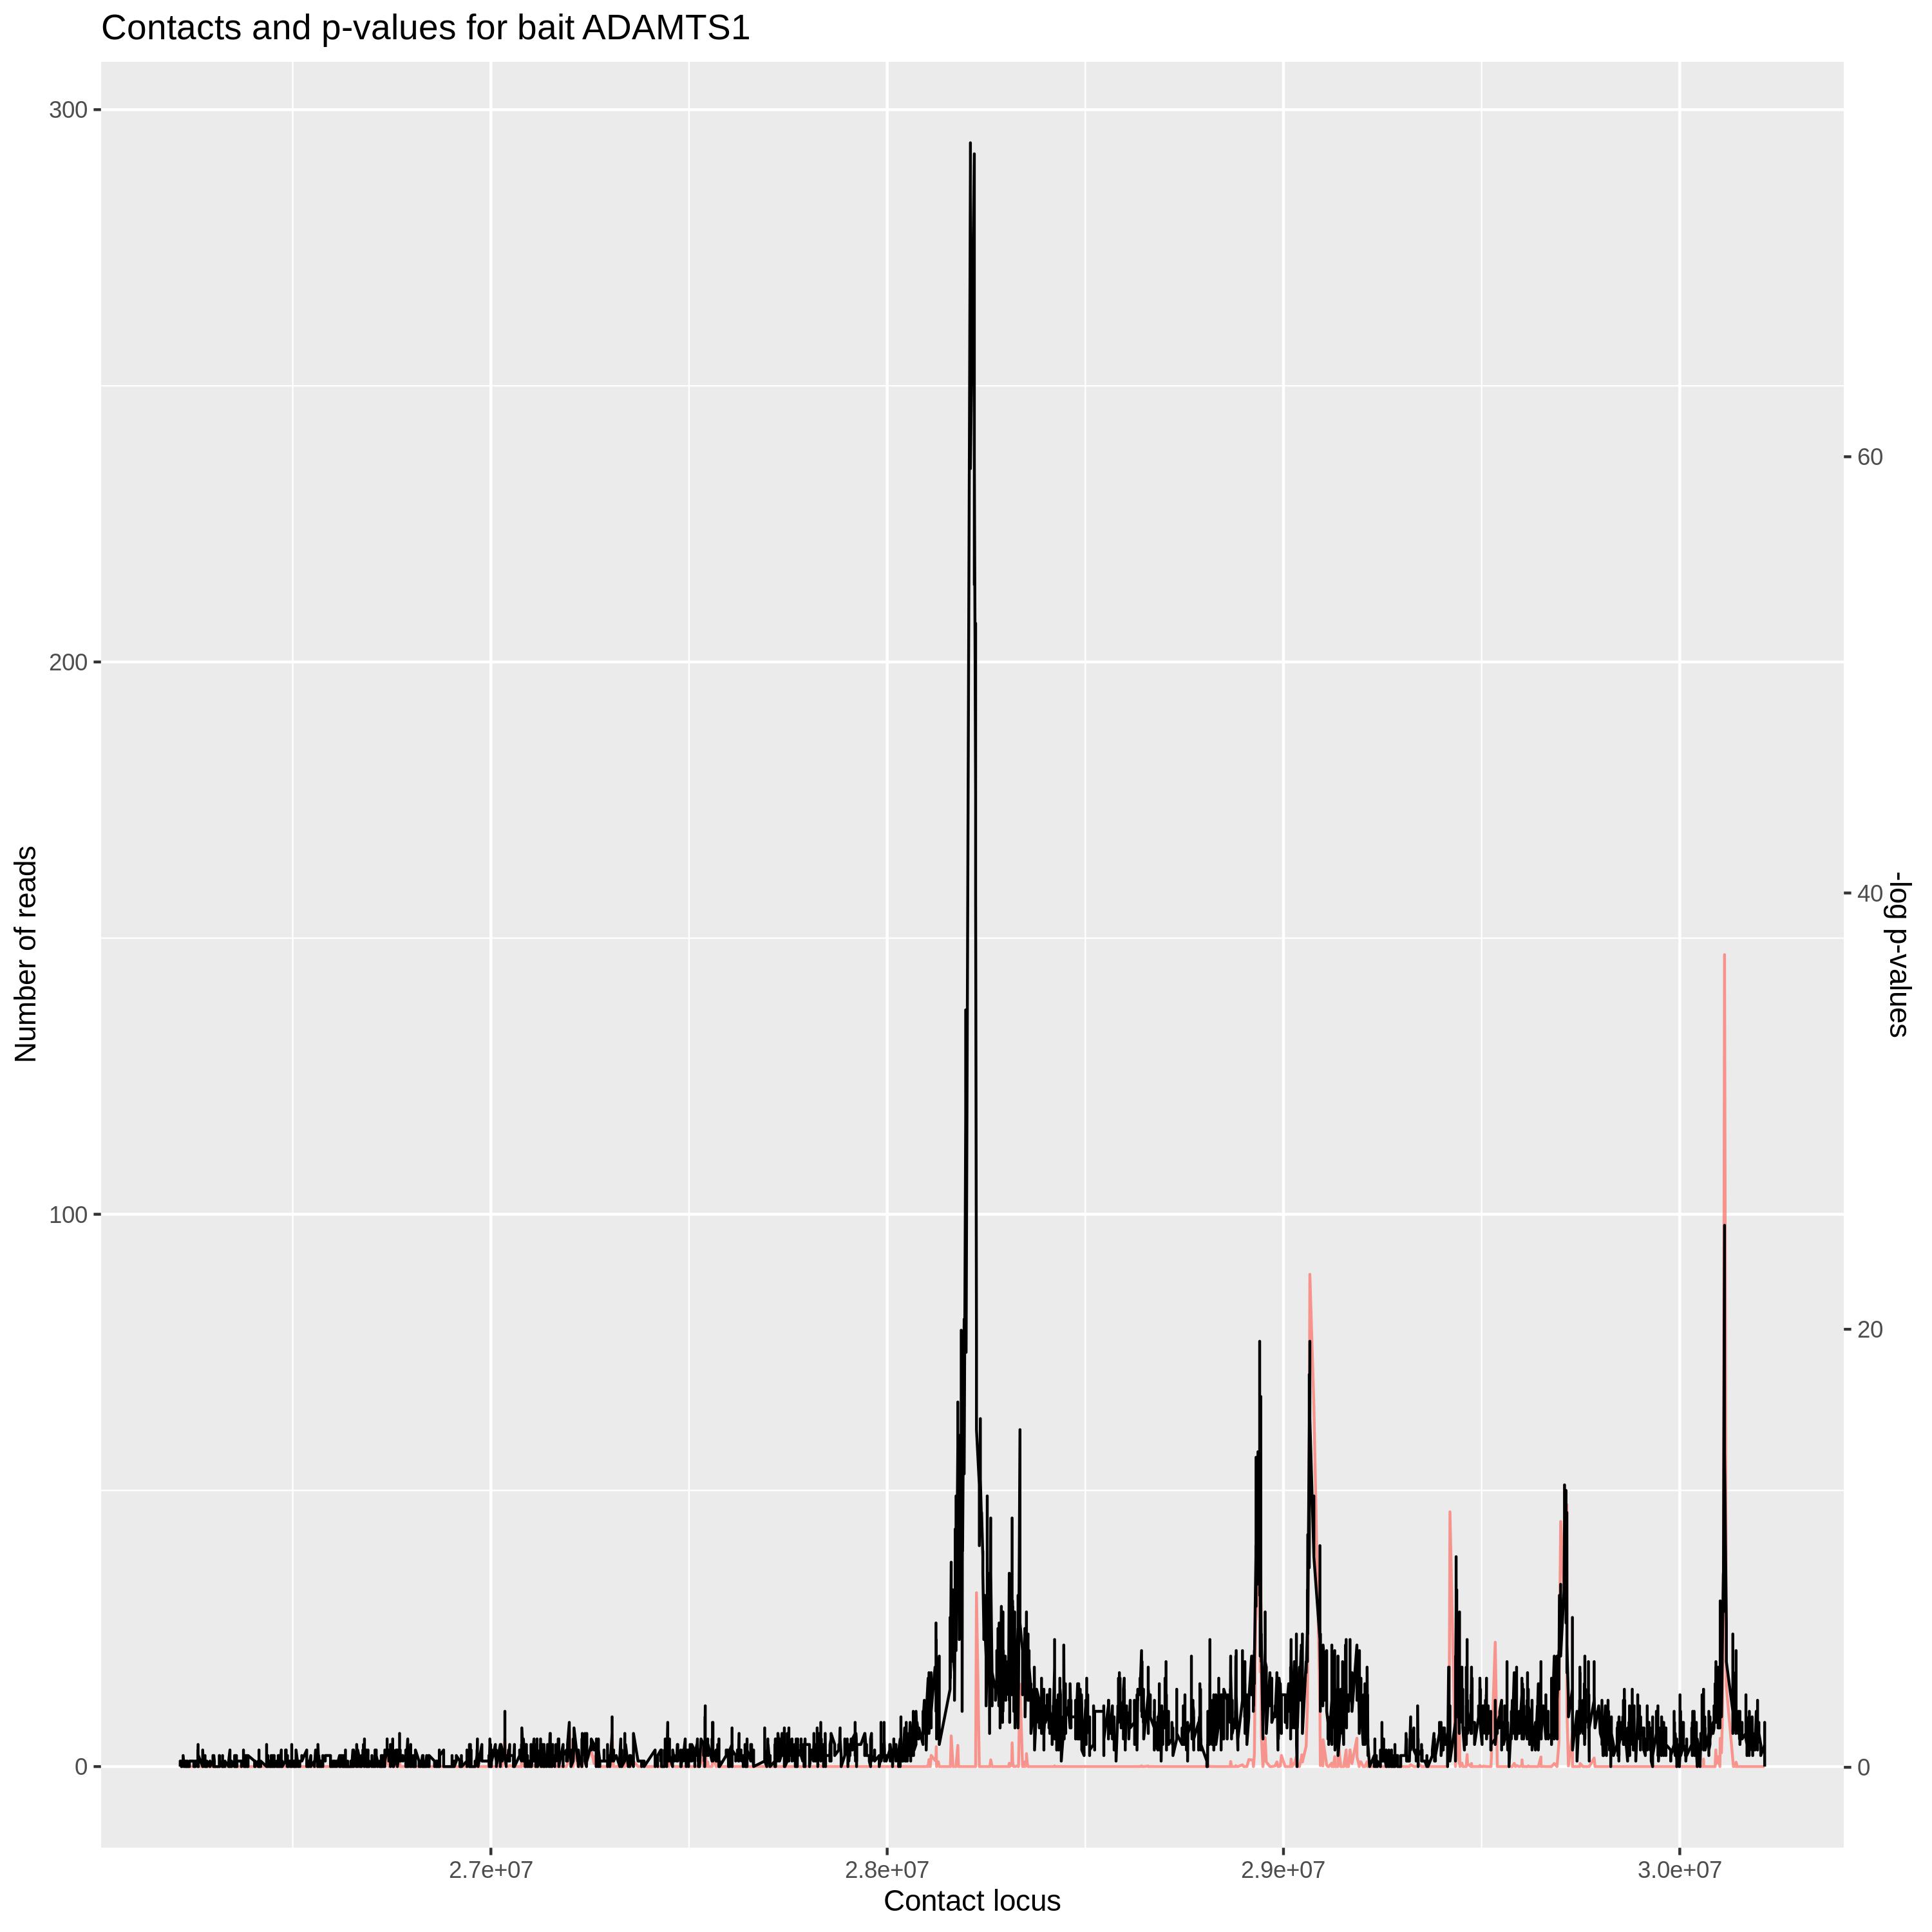 Contacts and p-values for bait ADAMTS1
300
200
100
0
Number of reads
60
40
20
0
-log p-values
2.7e+07
2.8e+07
2.9e+07
3.0e+07
Contact locus